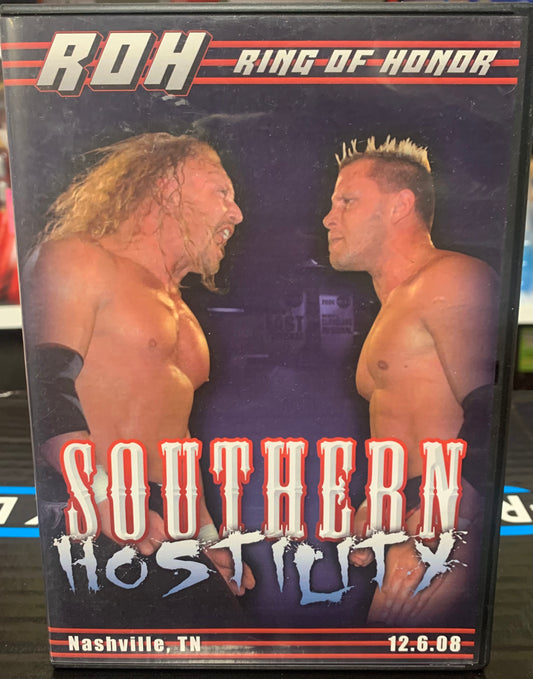 ROH RING OF HONOR
SOUTHERN
HOSTILITY
Nashville, TN 12.6.08